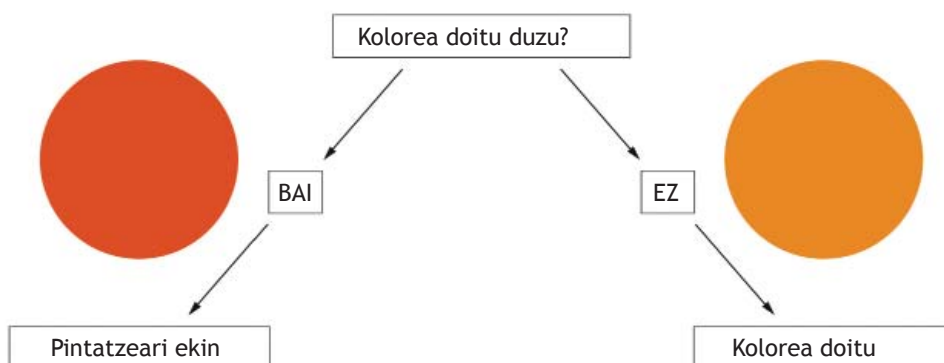 Kolorea doitu duzu?
BAI
EZ
Pintatzeari ekin
Kolorea doitu